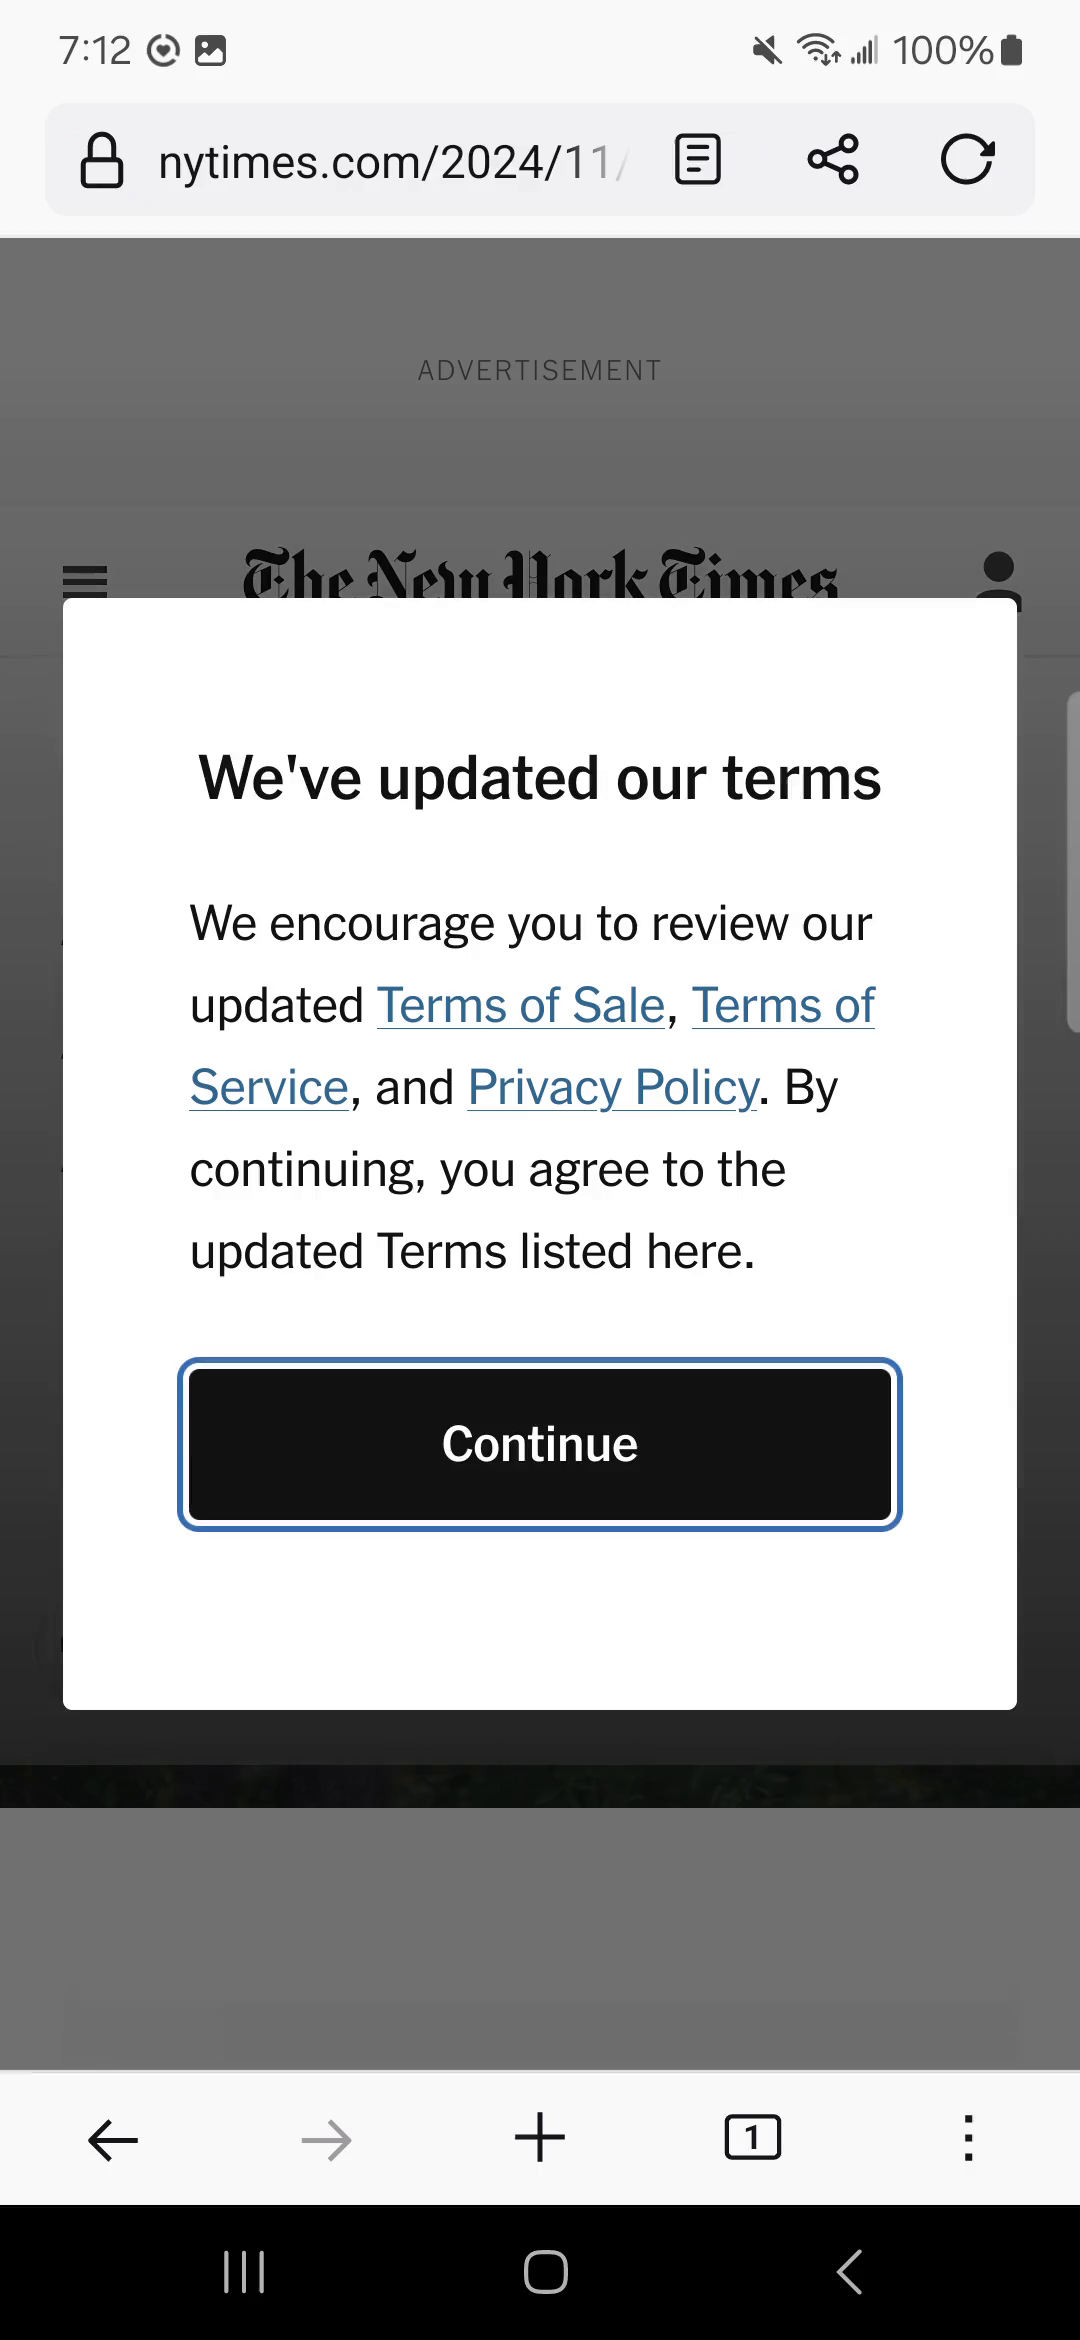 7:12
100%
nytimes.com/2024/11/
ADVERTISEMENT
The New York Times
We've updated our terms
We encourage you to review our
updated Terms of Sale, Terms of
Service, and Privacy Policy. By
continuing, you agree to the
updated Terms listed here.
Continue
1